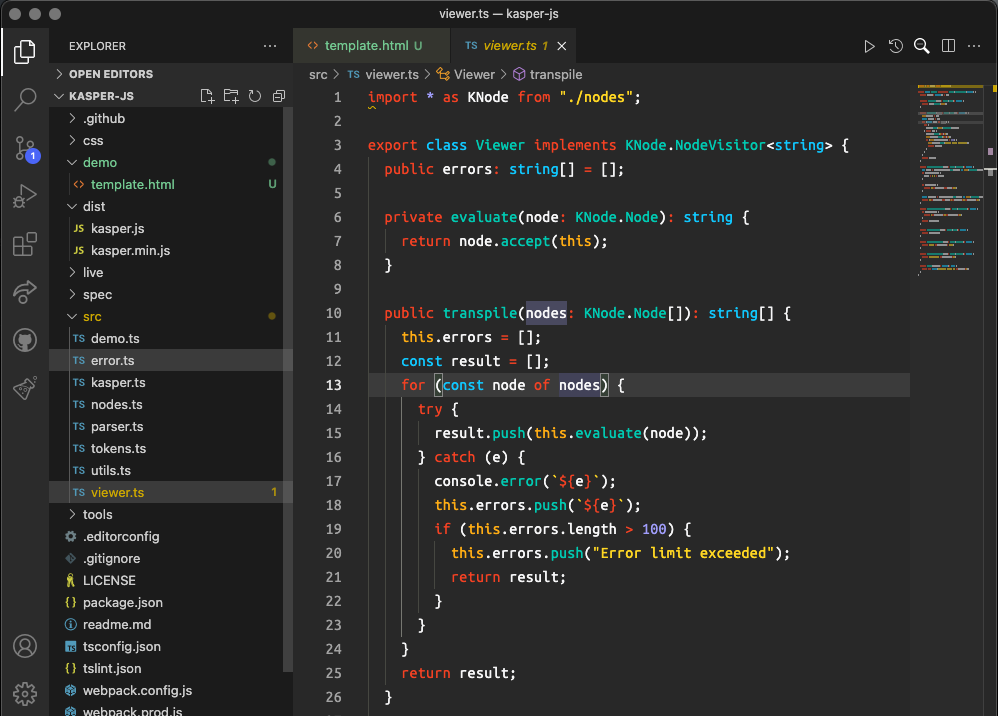 viewer.ts — kasper-js
EXPLORER
OPEN EDITORS
KASPER-JS
.github
css
demo
template.html U
dist
JS kasper.js
JS kasper.min.js
live
spec
src
TS demo.ts
TS error.ts
TS kasper.ts
TS nodes.ts
TS parser.ts
TS tokens.ts
TS utils.ts
TS viewer.ts 1
tools
.editorconfig
.gitignore
LICENSE
{} package.json
readme.md
TS tsconfig.json
{} tslint.json
webpack.config.js
webpack.prod.js
1
<> template.html U TS viewer.ts 1
src > TS viewer.ts > Viewer > transpile
1 import * as KNode from "./nodes";
2
3 export class Viewer implements KNode.NodeVisitor<string> {
4 public errors: string[] = [];
5
6 private evaluate(node: KNode.Node): string {
7 return node.accept(this);
8 }
9
10 public transpile(nodes: KNode.Node[]): string[] {
11 this.errors = [];
12 const result = [];
13 for (const node of nodes) {
14 try {
15 result.push(this.evaluate(node));
16 } catch (e) {
17 console.error(`${e}`);
18 this.errors.push(`${e}`);
19 if (this.errors.length > 100) {
20 this.errors.push("Error limit exceeded");
21 return result;
22 }
23 }
24 }
25 return result;
26 }